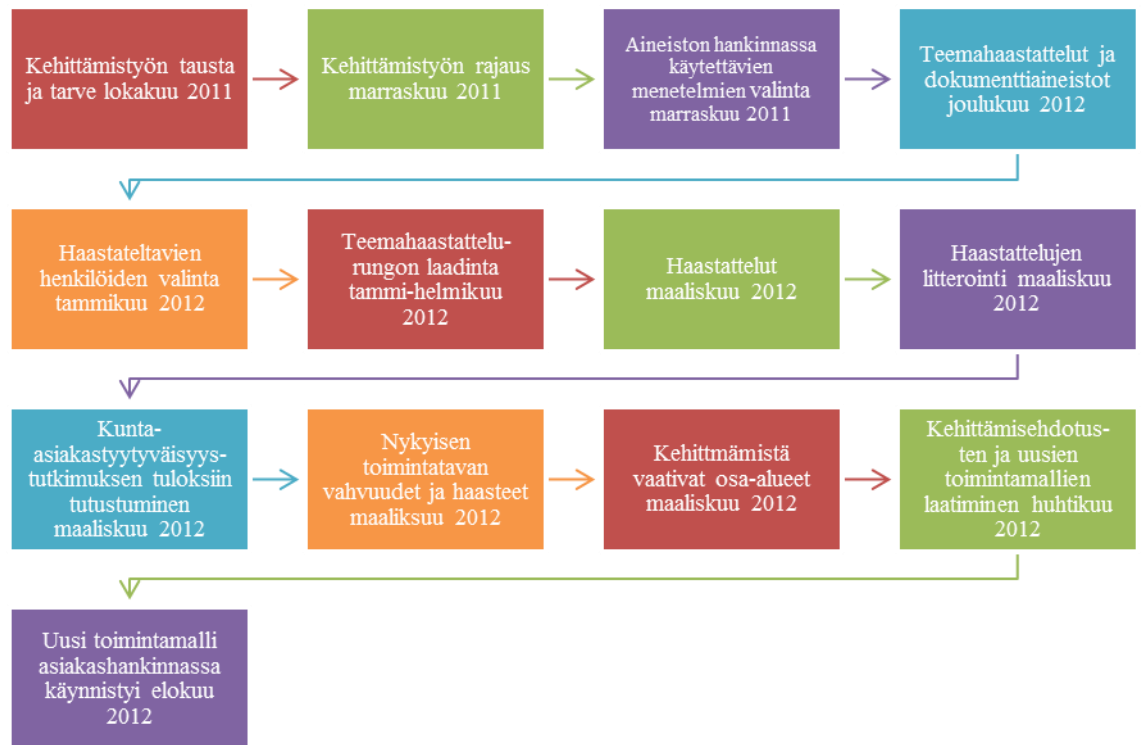 Kehittämistyön tausta
ja tarve lokakuu 2011
Kehittämistyön rajaus
marraskuu 2011
Aineiston hankinnassa
käytettävien
menetelmien valinta
marraskuu 2011
Teemahaastattelut ja
dokumenttiaineistot
joulukuu 2012
Haastateltavien
henkilöiden valinta
tammikuu 2012
Teemahaastattelu-
rungon laadinta
tammi-helmikuu
2012
Haastattelut
maaliskuu 2012
Haastattelujen
litterointi maaliskuu
2012
Kunta-
asiakastyytyväisyys-
tutkimuksen tuloksiin
tutustuminen
maaliskuu 2012
Nykyisen
toimintatavan
vahvuudet ja haasteet
maaliksuu 2012
Kehittmämistä
vaativat osa-alueet
maaliskuu 2012
Kehittämisehdotus-
ten ja uusien
toimintamallien
laatiminen huhtikuu
2012
Uusi toimintamalli
asiakashankinnassa
käynnistyi elokuu
2012